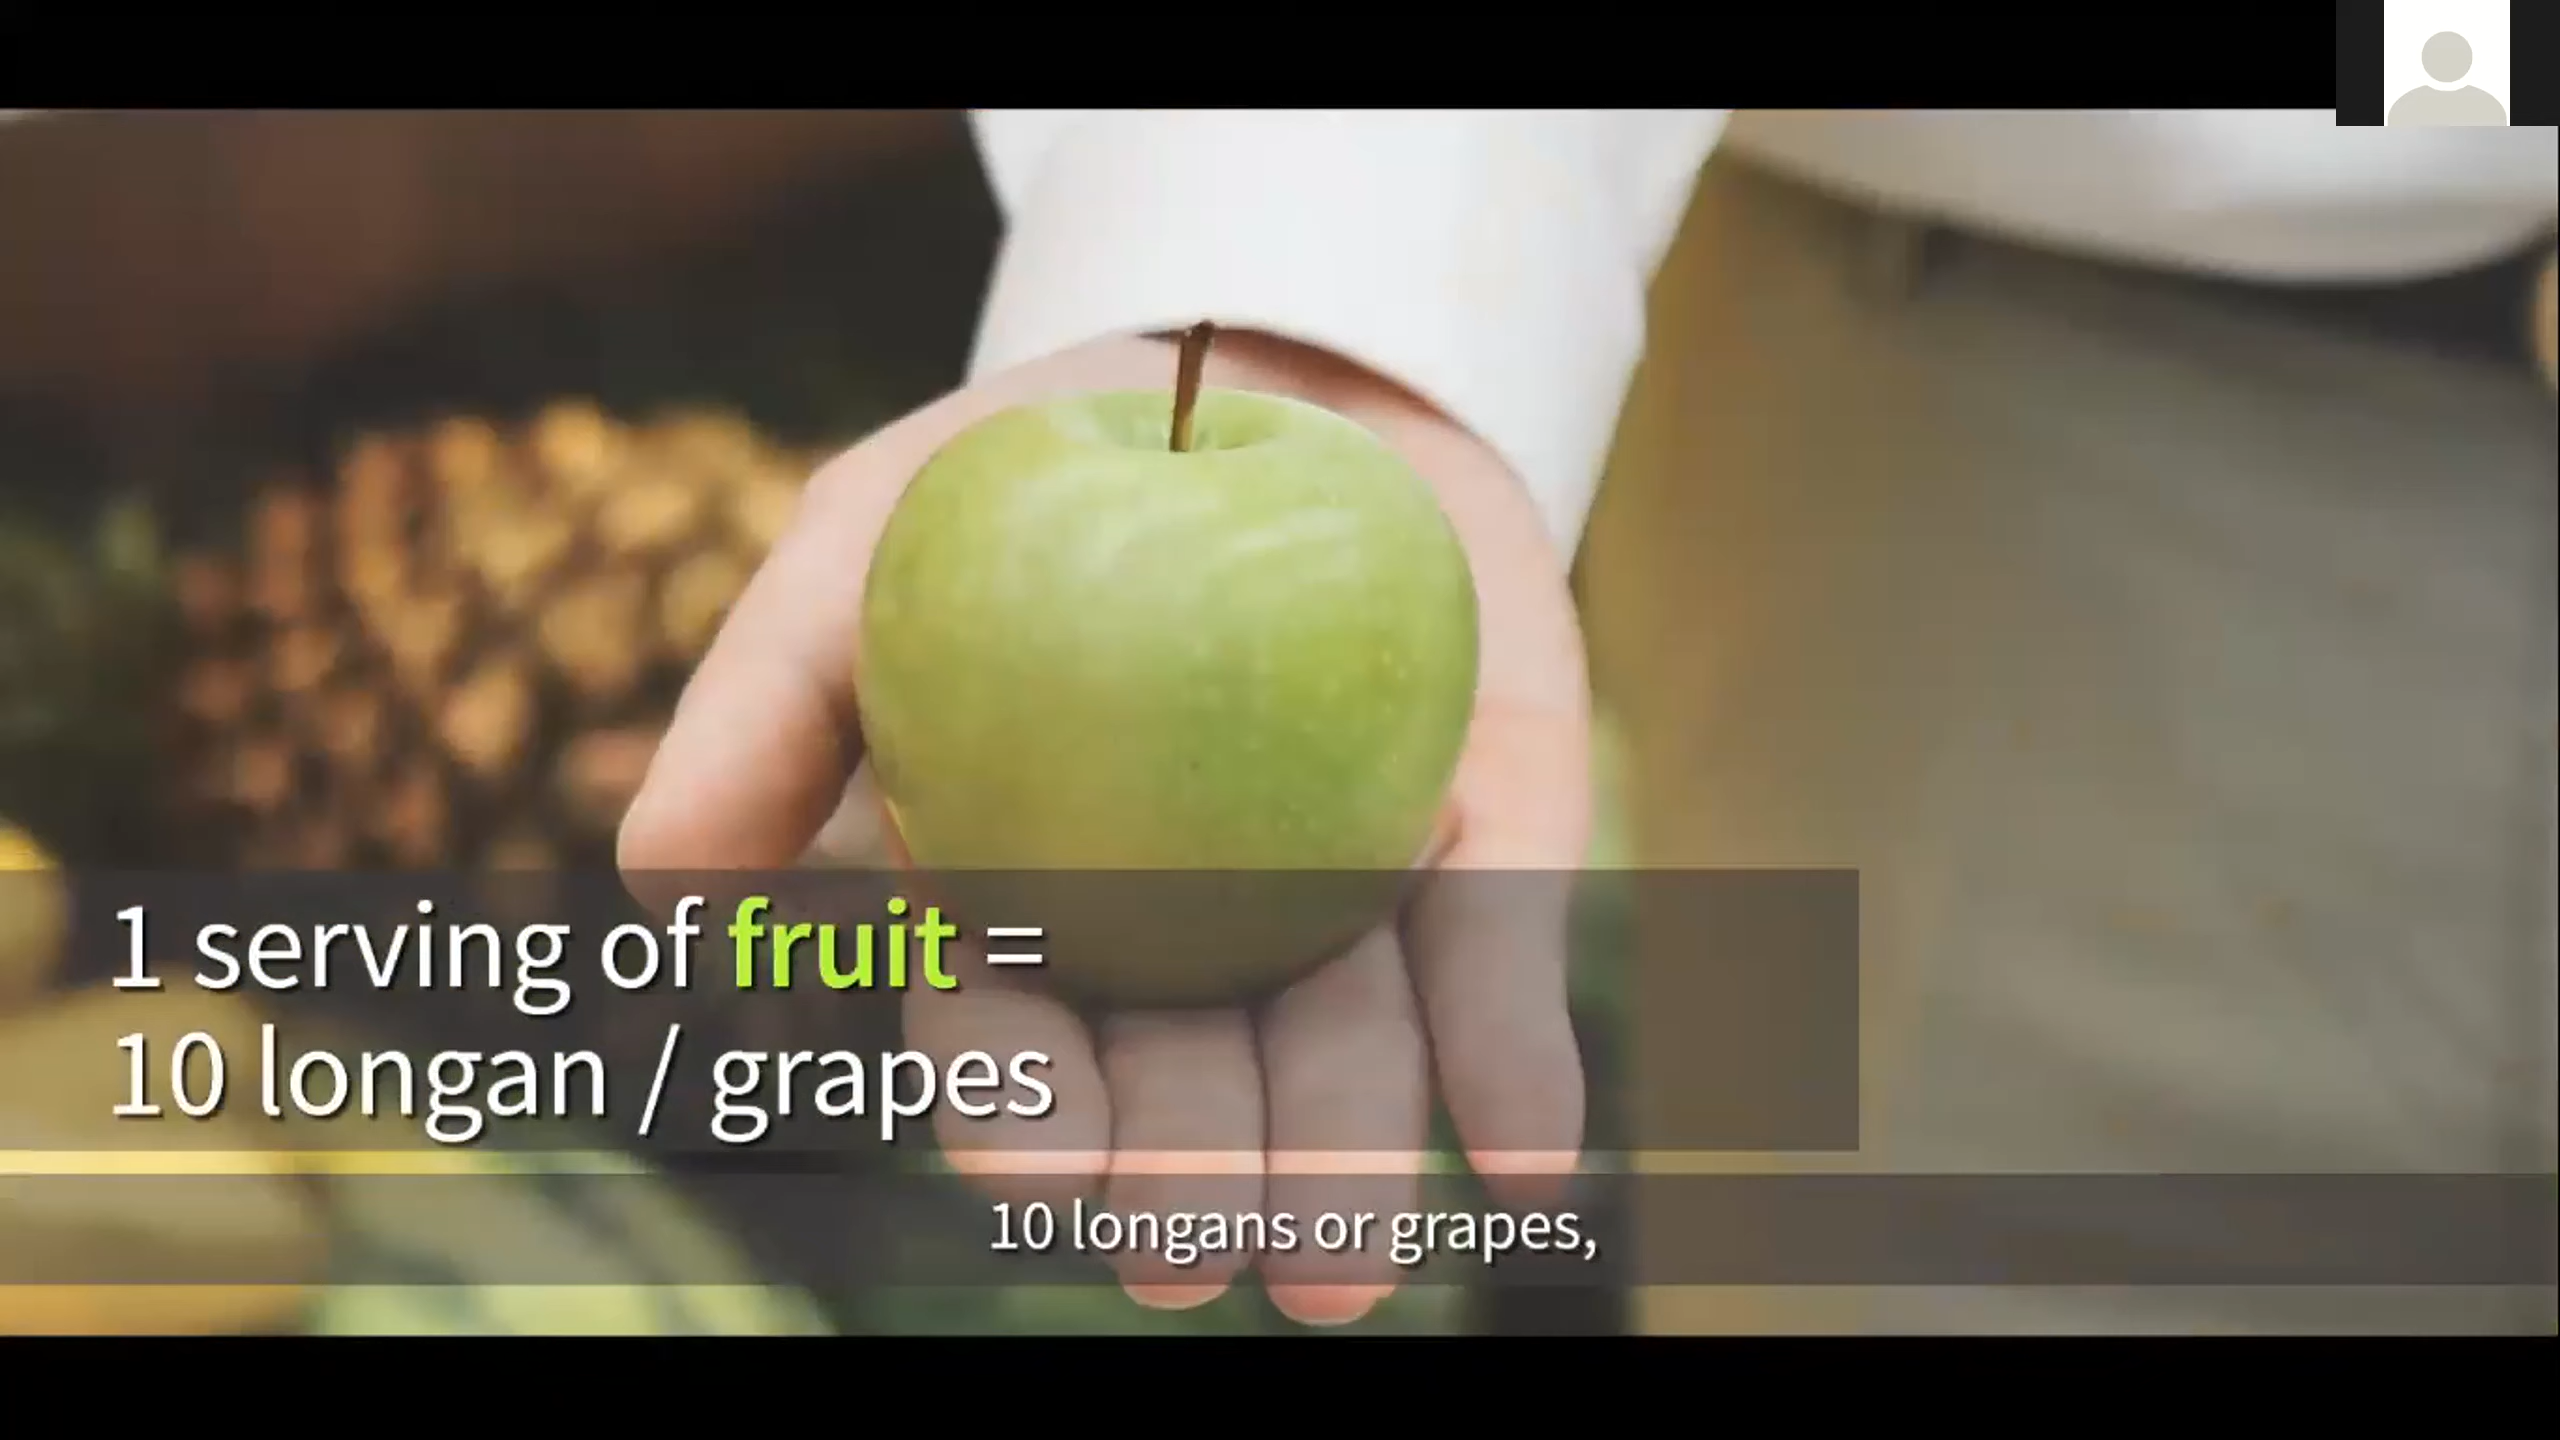 1 serving of fruit =
10 longan / grapes
10 longans or grapes,